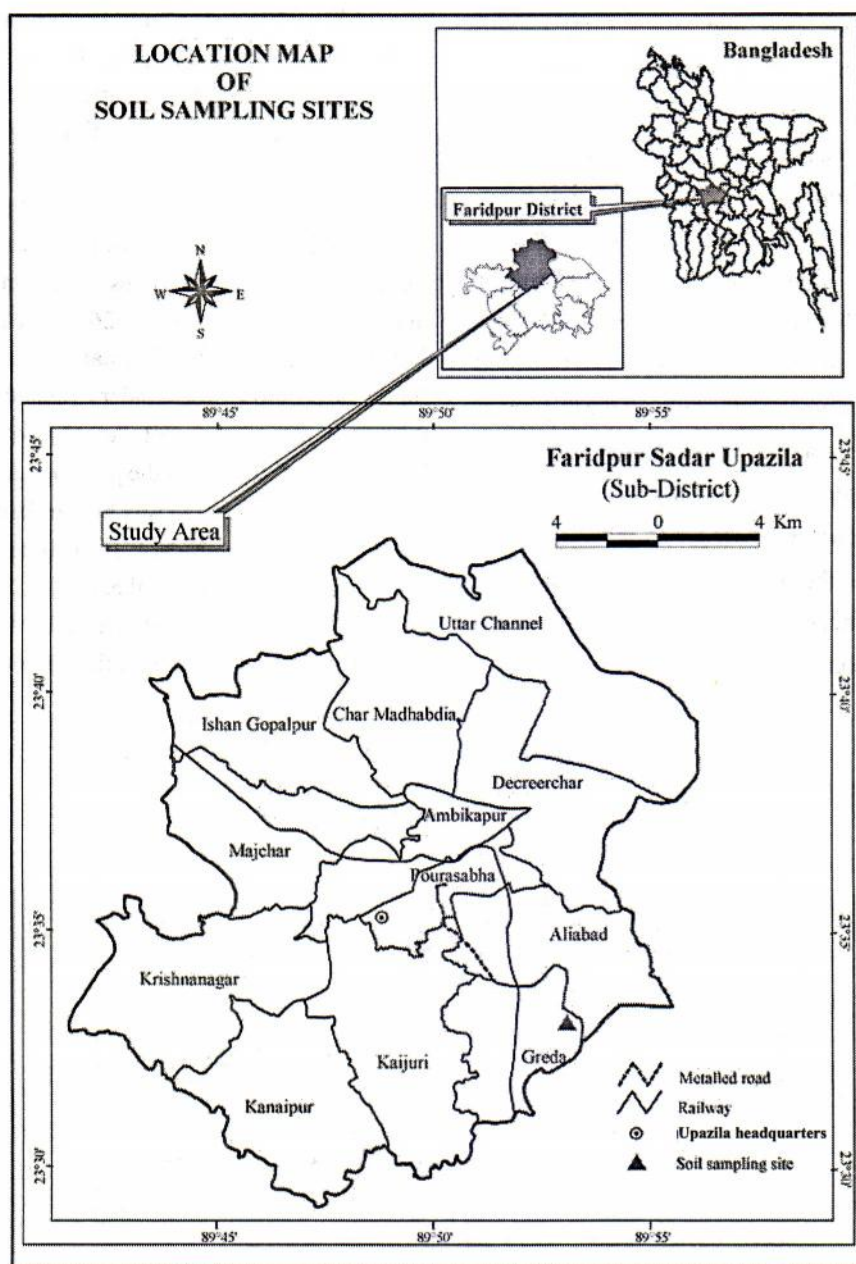 LOCATION MAP
OF
SOIL SAMPLING SITES
Bangladesh
Faridpur District
N
W E
S
89°45' 89°50' 89°55'
23°45' 23°45'
Faridpur Sadar Upazila
(Sub-District)
4 0 4 Km
Study Area
Uttar Channel
23°40' 23°40'
Ishan Gopalpur
Char Madhabdia
Decreerchar
Ambikapur
Majchar
Pourasabha
23°35' 23°35'
Aliabad
Krishnanagar
Kaijuri
Greda
Kanaipur
Metalled road
Railway
Upazila headquarters
Soil sampling site
23°30' 23°30'
89°45' 89°50' 89°55'